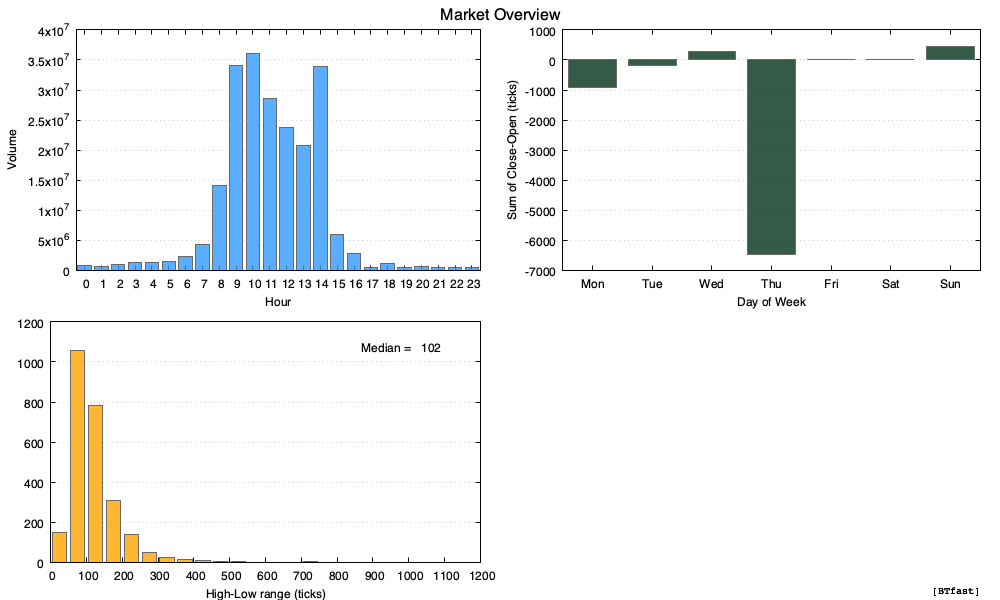 Market Overview
4x10^7
3.5x10^7
3x10^7
2.5x10^7
2x10^7
1.5x10^7
1x10^7
5x10^6
0
Volume
0 1 2 3 4 5 6 7 8 9 10 11 12 13 14 15 16 17 18 19 20 21 22 23
Hour
1000
0
-1000
-2000
-3000
-4000
-5000
-6000
-7000
Sum of Close-Open (ticks)
Mon Tue Wed Thu Fri Sat Sun
Day of Week
1200
1000
800
600
400
200
0
Median = 102
0 100 200 300 400 500 600 700 800 900 1000 1100 1200
High-Low range (ticks)
[BTfast]